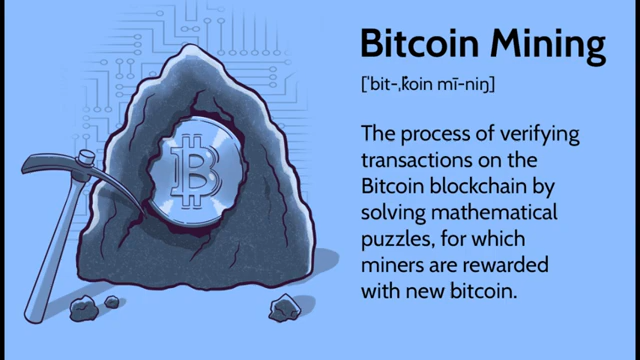 Bitcoin Mining
[ˈbit-ˌkoin mī-niŋ]
The process of verifying
transactions on the
Bitcoin blockchain by
solving mathematical
puzzles, for which
miners are rewarded
with new bitcoin.